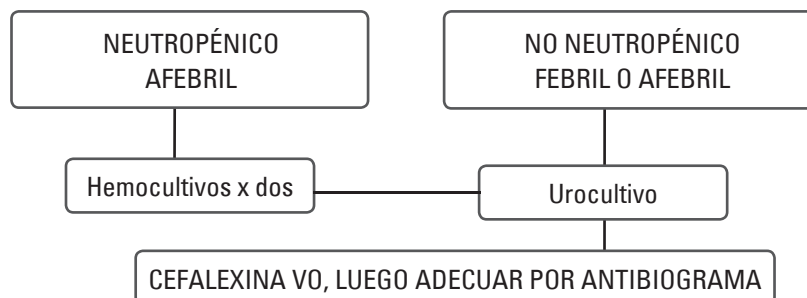 NEUTROPÉNICO
AFEBRIL
NO NEUTROPÉNICO
FEBRIL O AFEBRIL
Hemocultivos x dos
Urocultivo
CEFALEXINA VO, LUEGO ADECUAR POR ANTIBIOGRAMA